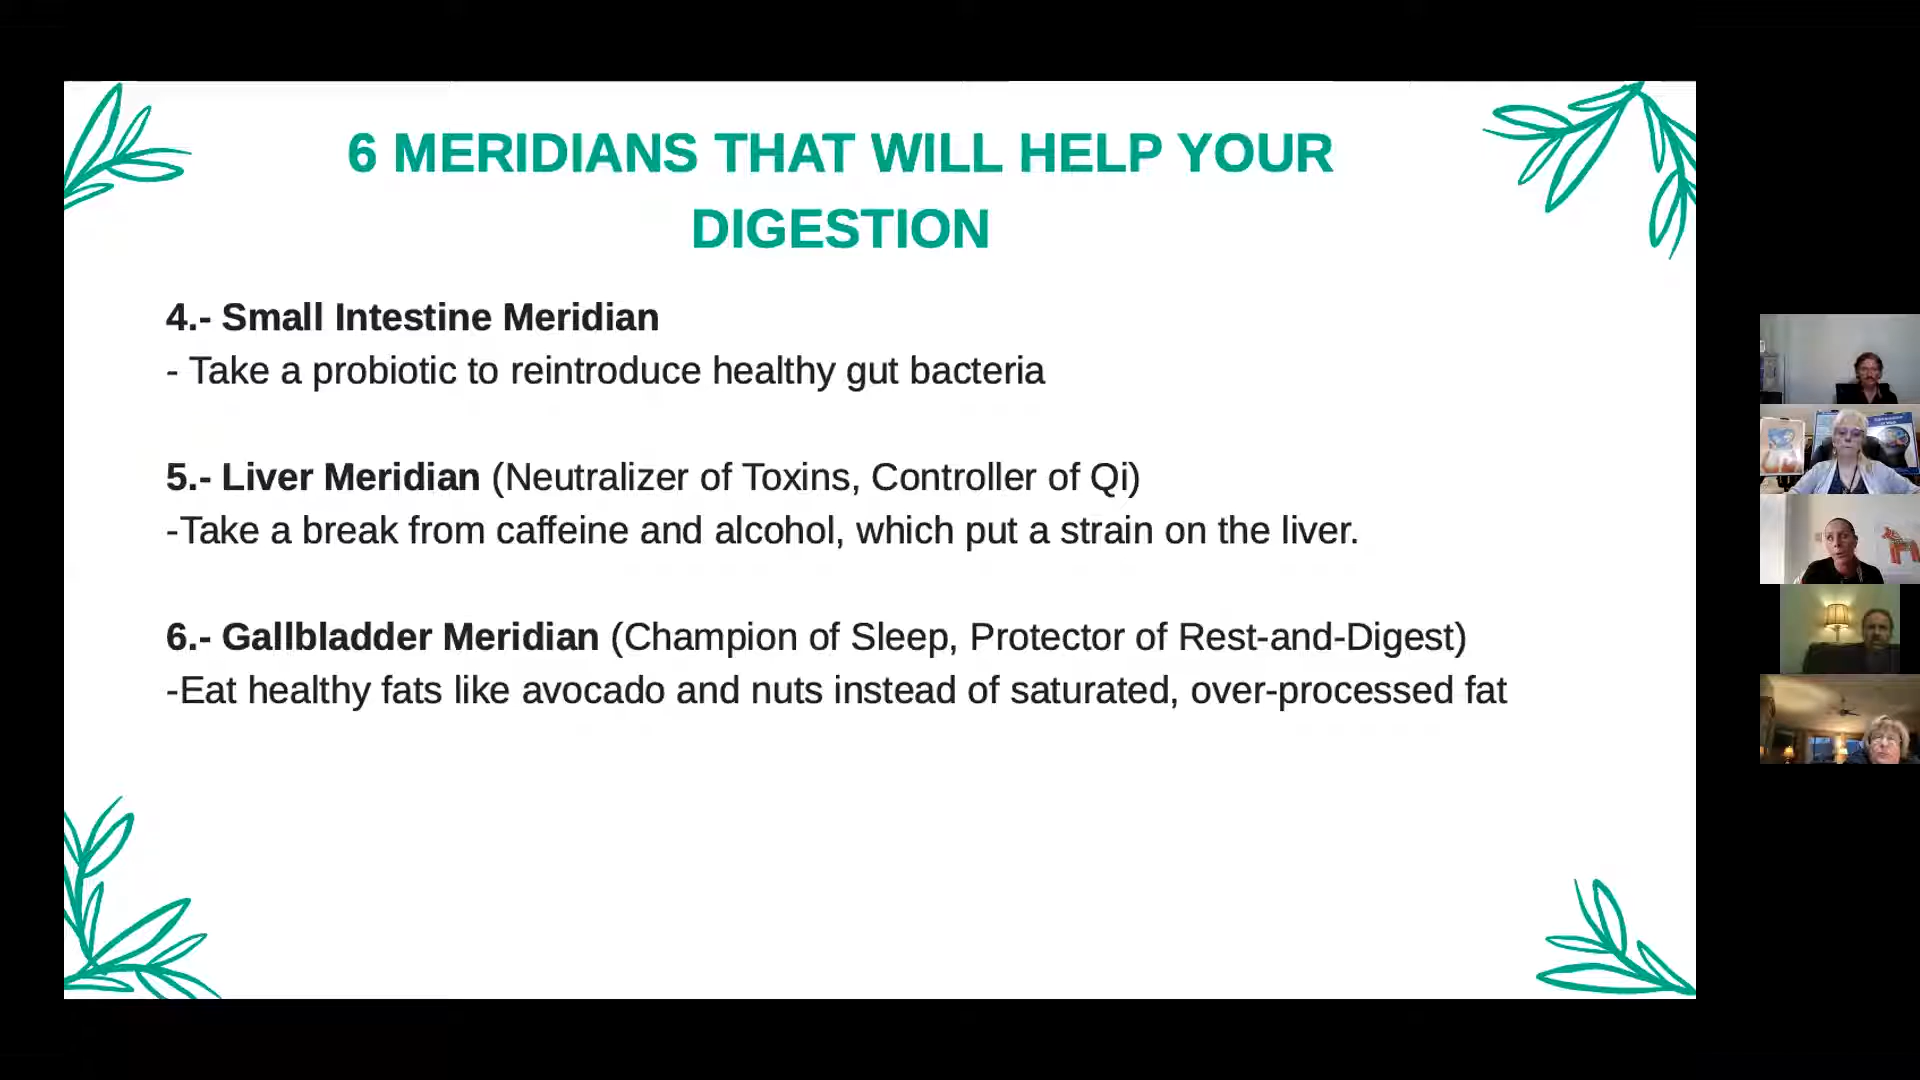 6 MERIDIANS THAT WILL HELP YOUR
DIGESTION
4.- Small Intestine Meridian
- Take a probiotic to reintroduce healthy gut bacteria
5.- Liver Meridian (Neutralizer of Toxins, Controller of Qi)
-Take a break from caffeine and alcohol, which put a strain on the liver.
6.- Gallbladder Meridian (Champion of Sleep, Protector of Rest-and-Digest)
-Eat healthy fats like avocado and nuts instead of saturated, over-processed fat